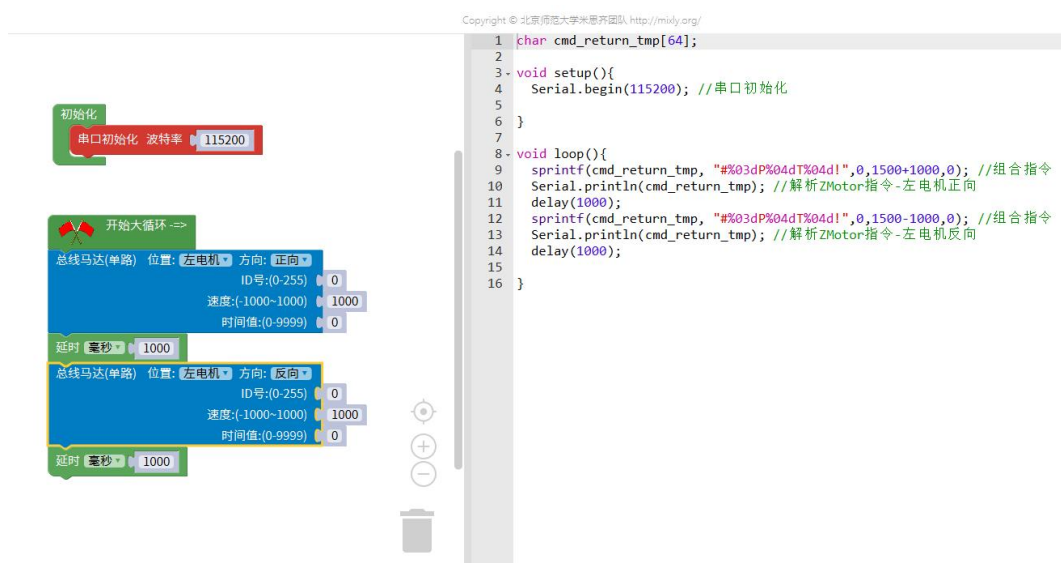 Copyright © 北京师范大学米思齐团队 http://mixly.org/
初始化
串口初始化 波特率 115200
开始大循环 -=>
总线马达(单路) 位置: 左电机 方向: 正向
ID号:(0-255) 0
速度:(-1000~1000) 1000
时间值:(0-9999) 0
延时 毫秒 1000
总线马达(单路) 位置: 左电机 方向: 反向
ID号:(0-255) 0
速度:(-1000~1000) 1000
时间值:(0-9999) 0
延时 毫秒 1000
1 char cmd_return_tmp[64];
2
3 void setup(){
4 Serial.begin(115200); //串口初始化
5
6 }
7
8 void loop(){
9 sprintf(cmd_return_tmp, "#%03dP%04dT%04d!",0,1500+1000,0); //组合指令
10 Serial.println(cmd_return_tmp); //解析ZMotor指令-左电机正向
11 delay(1000);
12 sprintf(cmd_return_tmp, "#%03dP%04dT%04d!",0,1500-1000,0); //组合指令
13 Serial.println(cmd_return_tmp); //解析ZMotor指令-左电机反向
14 delay(1000);
15
16 }